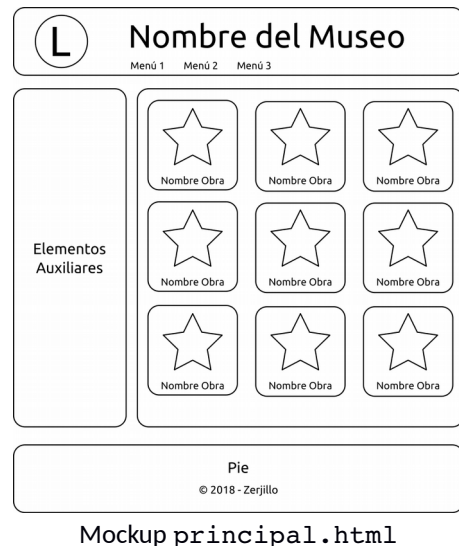 L
Nombre del Museo
Menú 1 Menú 2 Menú 3
Elementos
Auxiliares
Nombre Obra Nombre Obra Nombre Obra
Nombre Obra Nombre Obra Nombre Obra
Nombre Obra Nombre Obra Nombre Obra
Pie
© 2018 - Zerjillo
Mockup principal.html